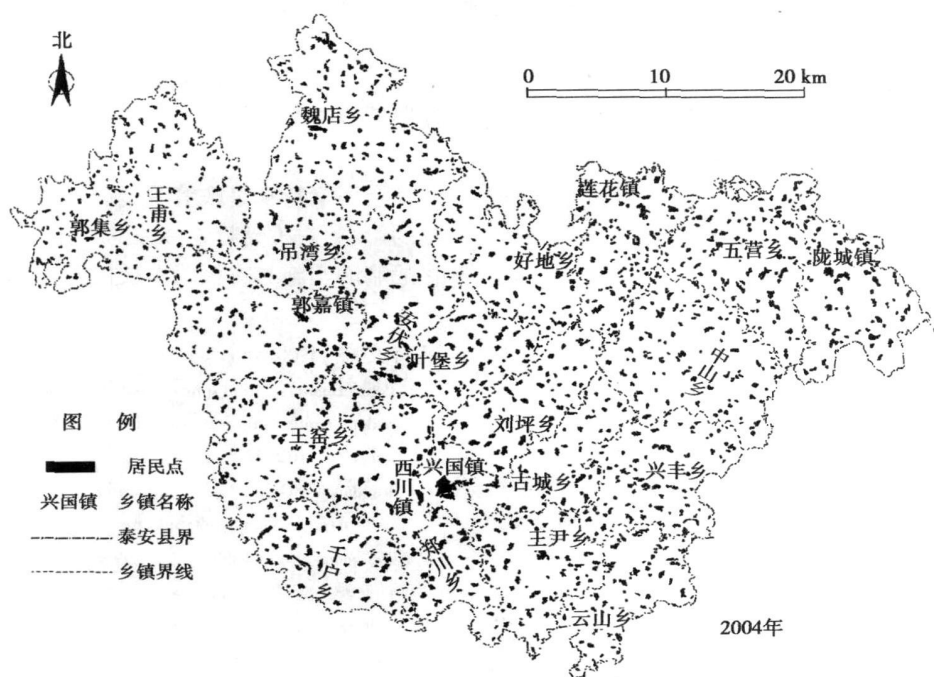 北
0 10 20 km
魏店乡
莲花镇
王甫乡
郭集乡
吊湾乡
好地乡
五营乡
陇城镇
郭嘉镇
安伏乡
叶堡乡
中山乡
图 例
居民点
兴国镇 乡镇名称
泰安县界
乡镇界线
王窑乡
刘坪乡
西川镇
兴国镇
古城乡
兴丰乡
王尹乡
郑川乡
千户乡
云山乡
2004年